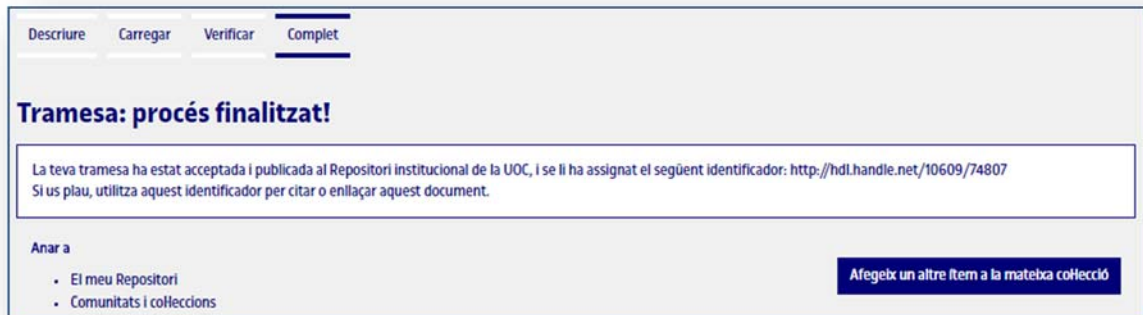 Descriure Carregar Verificar Complet
Tramesa: procés finalitzat!
La teva tramesa ha estat acceptada i publicada al Repositori institucional de la UOC, i se li ha assignat el següent identificador: http://hdl.handle.net/10609/74807
Si us plau, utilitza aquest identificador per citar o enllaçar aquest document.
Anar a
• El meu Repositori
Afegeix un altre ítem a la mateixa col·lecció
• Comunitats i col·leccions